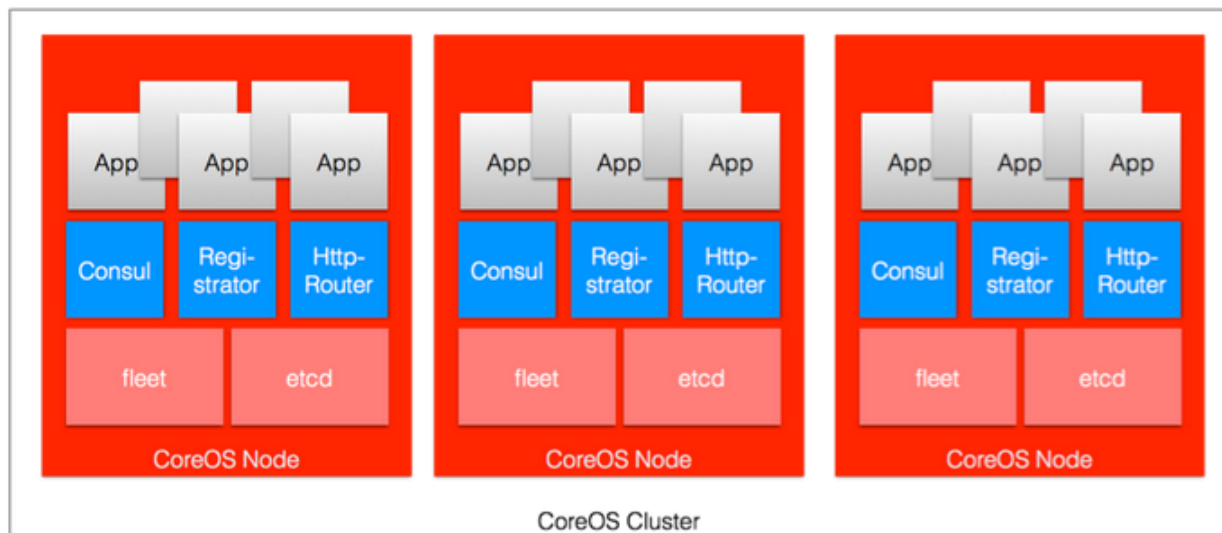 App App App
Consul Regi-
strator Http-
Router
fleet etcd
CoreOS Node
App App App
Consul Regi-
strator Http-
Router
fleet etcd
CoreOS Node
App App App
Consul Regi-
strator Http-
Router
fleet etcd
CoreOS Node
CoreOS Cluster